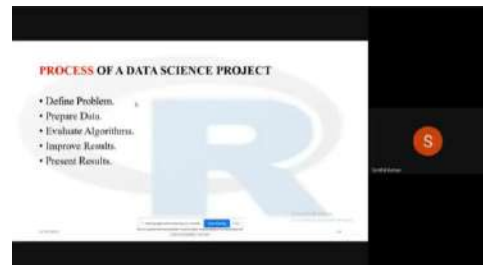 PROCESS OF A DATA SCIENCE PROJECT
• Define Problem.
• Prepare Data.
• Evaluate Algorithms.
• Improve Results.
• Present Results.
R
S